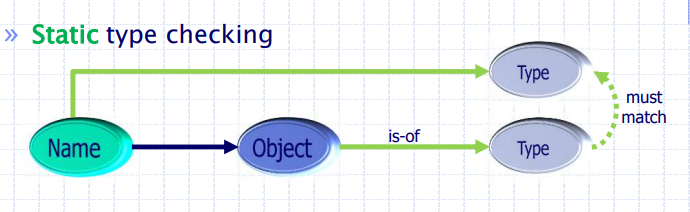 » Static type checking
Type
must
match
Name
Object
is-of
Type